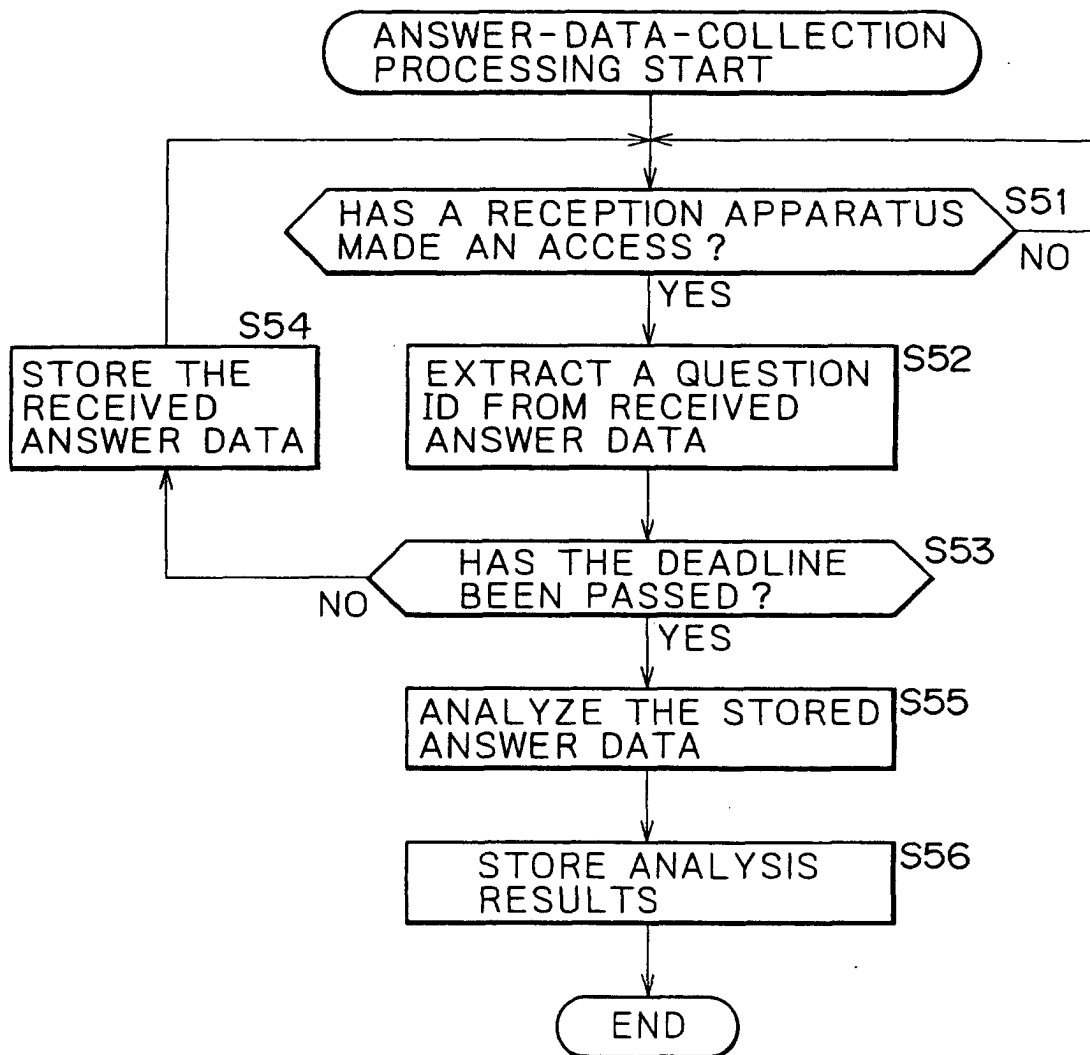 ANSWER-DATA-COLLECTION
PROCESSING START
HAS A RECEPTION APPARATUS
MADE AN ACCESS?
S51
NO
YES
S54
STORE THE
RECEIVED
ANSWER DATA
EXTRACT A QUESTION
ID FROM RECEIVED
ANSWER DATA
S52
HAS THE DEADLINE
BEEN PASSED?
S53
NO
YES
ANALYZE THE STORED
ANSWER DATA
S55
STORE ANALYSIS
RESULTS
S56
END